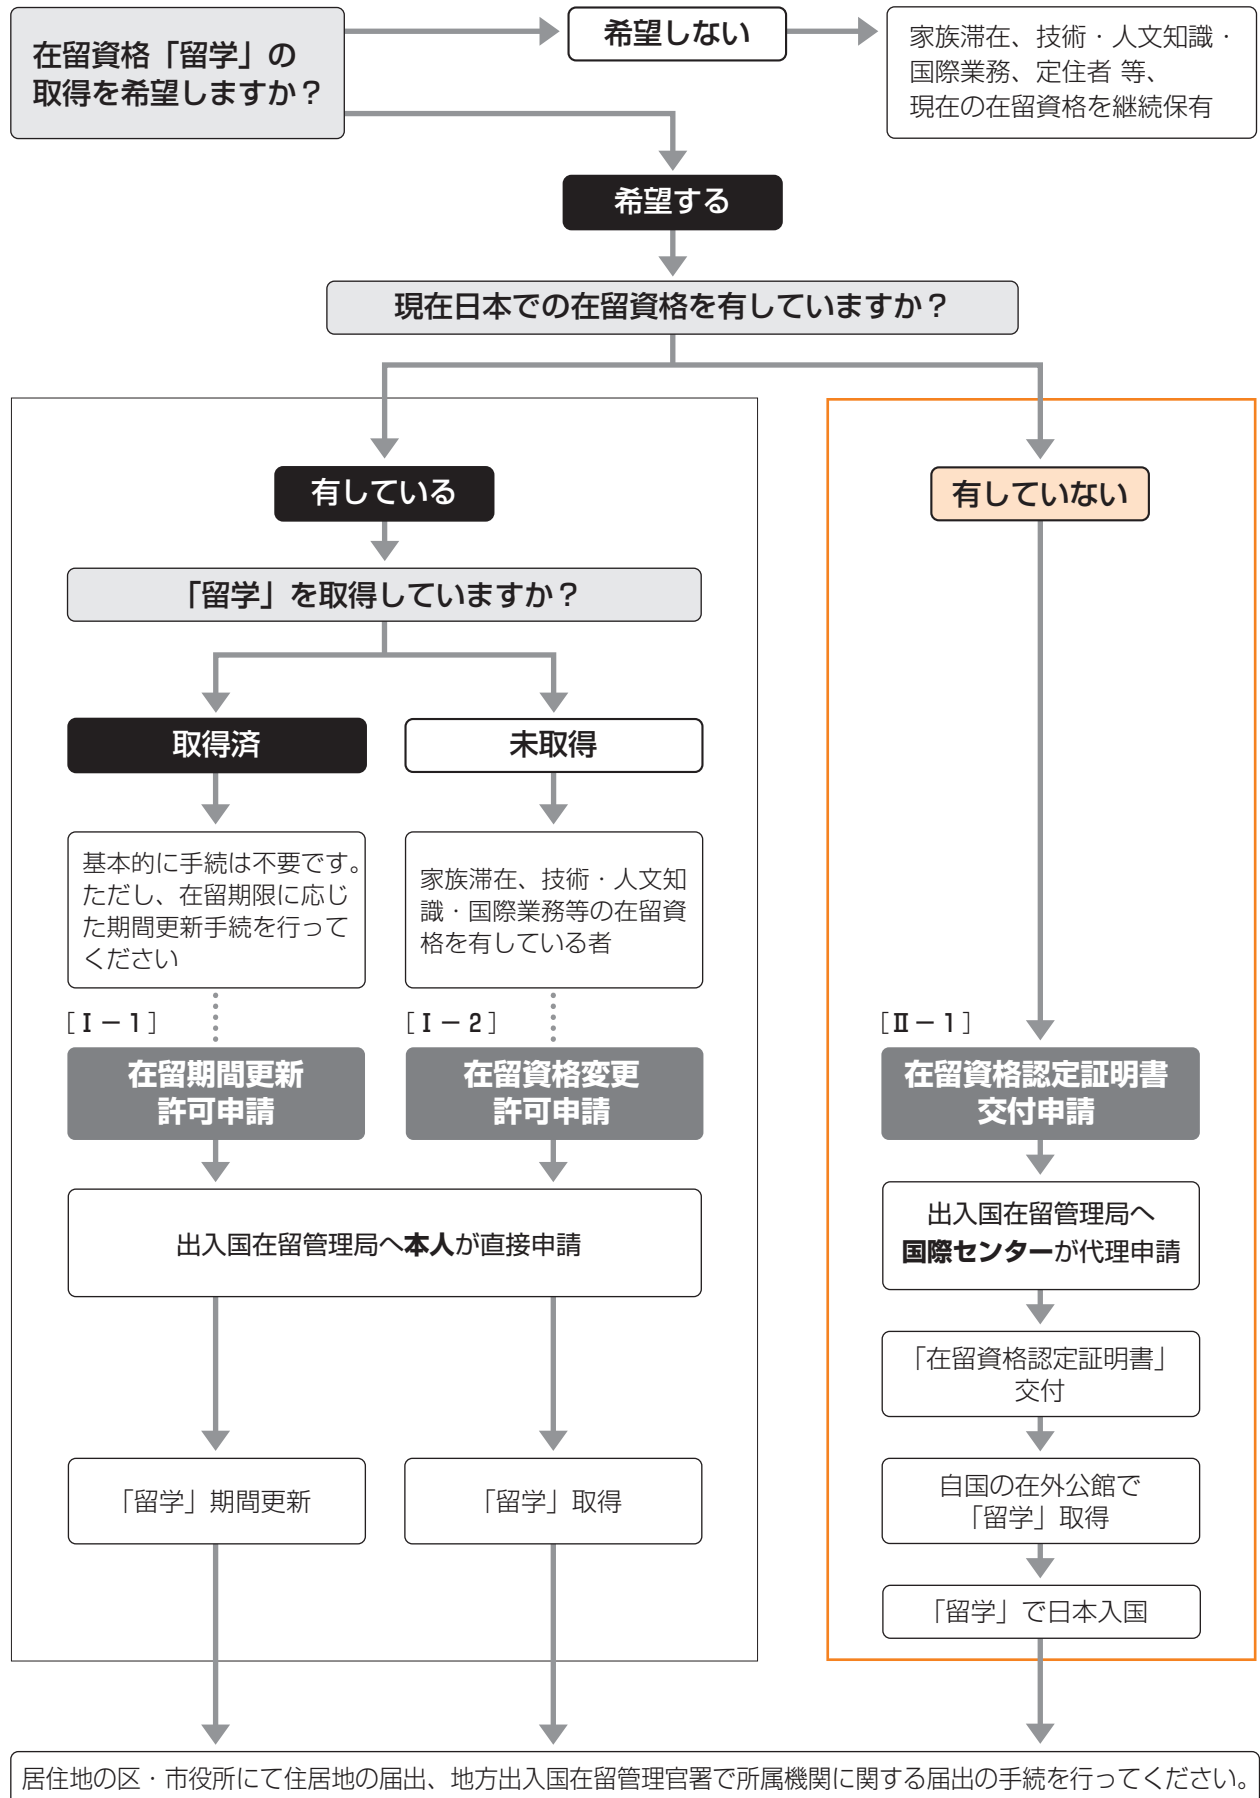 在留資格「留学」の
取得を希望しますか？
希望しない
家族滞在、技術・人文知識・
国際業務、定住者 等、
現在の在留資格を継続保有
希望する
現在日本での在留資格を有していますか？
有している
「留学」を取得していますか？
取得済
未取得
基本的に手続は不要です。
ただし、在留期限に応じ
た期間更新手続を行って
ください
家族滞在、技術・人文知
識・国際業務等の在留資
格を有している者
［Ⅰ－1］
在留期間更新
許可申請
［Ⅰ－2］
在留資格変更
許可申請
出入国在留管理局へ本人が直接申請
「留学」期間更新
「留学」取得
有していない
［Ⅱ－1］
在留資格認定証明書
交付申請
出入国在留管理局へ
国際センターが代理申請
「在留資格認定証明書」
交付
自国の在外公館で
「留学」取得
「留学」で日本入国
居住地の区・市役所にて住居地の届出、地方出入国在留管理官署で所属機関に関する届出の手続を行ってください。